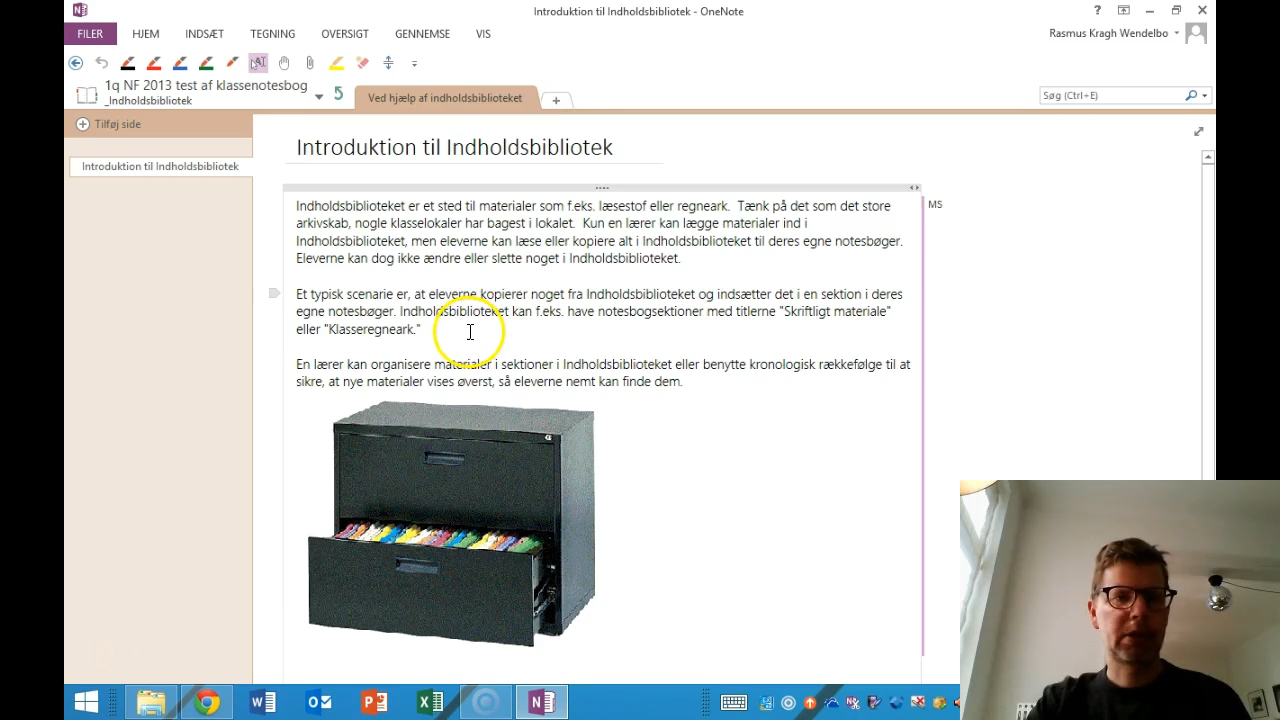 Introduktion til Indholdsbibliotek - OneNote
FILER HJEM INDSÆT TEGNING OVERSIGT GENNEMSE VIS
Rasmus Kragh Wendelbo
1q NF 2013 test af klassenotesbog
_Indholdsbibliotek
Ved hjælp af indholdsbiblioteket
Søg (Ctrl+E)
Tilføj side
Introduktion til Indholdsbibliotek
Introduktion til Indholdsbibliotek
Indholdsbiblioteket er et sted til materialer som f.eks. læsestof eller regneark. Tænk på det som det store
arkivskab, nogle klasselokaler har bagest i lokalet. Kun en lærer kan lægge materialer ind i
Indholdsbiblioteket, men eleverne kan læse eller kopiere alt i Indholdsbiblioteket til deres egne notesbøger.
Eleverne kan dog ikke ændre eller slette noget i Indholdsbiblioteket.
MS
Et typisk scenarie er, at eleverne kopierer noget fra Indholdsbiblioteket og indsætter det i en sektion i deres
egne notesbøger. Indholdsbiblioteket kan f.eks. have notesbogsektioner med titlerne "Skriftligt materiale"
eller "Klasseregneark."
En lærer kan organisere materialer i sektioner i Indholdsbiblioteket eller benytte kronologisk rækkefølge til at
sikre, at nye materialer vises øverst, så eleverne nemt kan finde dem.